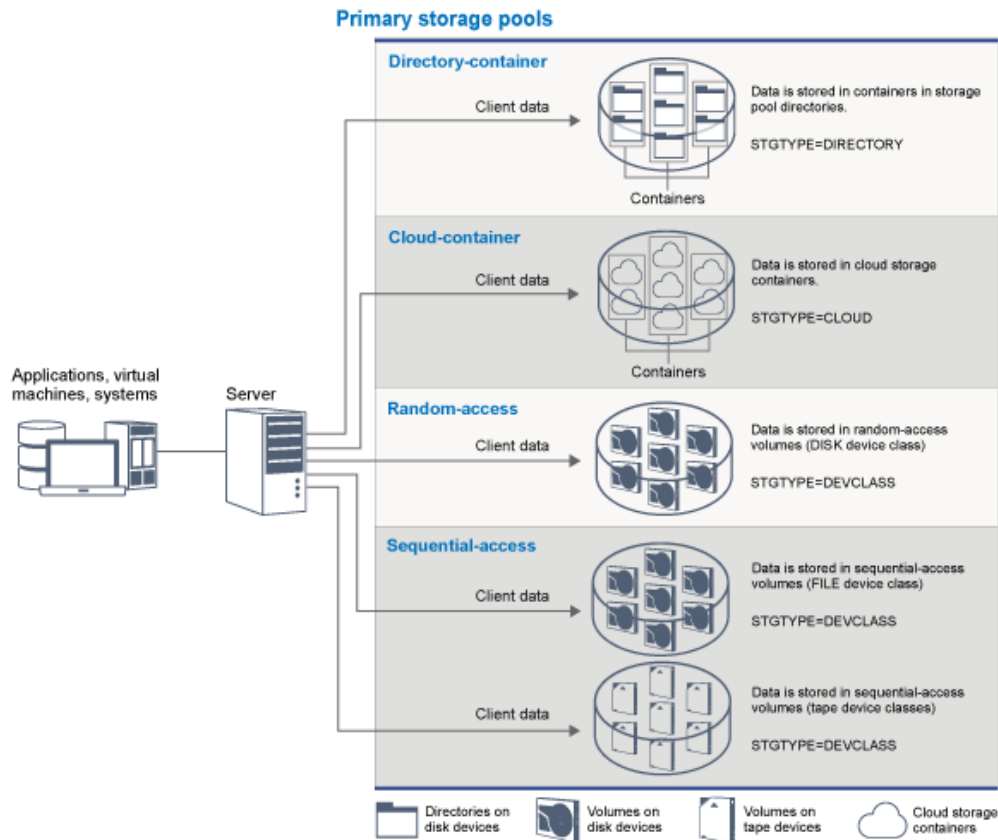 Primary storage pools
Directory-container
Client data
Data is stored in containers in storage
pool directories.
STGTYPE=DIRECTORY
Containers
Cloud-container
Client data
Data is stored in cloud storage
containers.
STGTYPE=CLOUD
Containers
Applications, virtual
machines, systems
Server
Random-access
Client data
Data is stored in random-access
volumes (DISK device class)
STGTYPE=DEVCLASS
Sequential-access
Client data
Data is stored in sequential-access
volumes (FILE device class)
STGTYPE=DEVCLASS
Client data
Data is stored in sequential-access
volumes (tape device classes)
STGTYPE=DEVCLASS
Directories on
disk devices
Volumes on
disk devices
Volumes on
tape devices
Cloud storage
containers